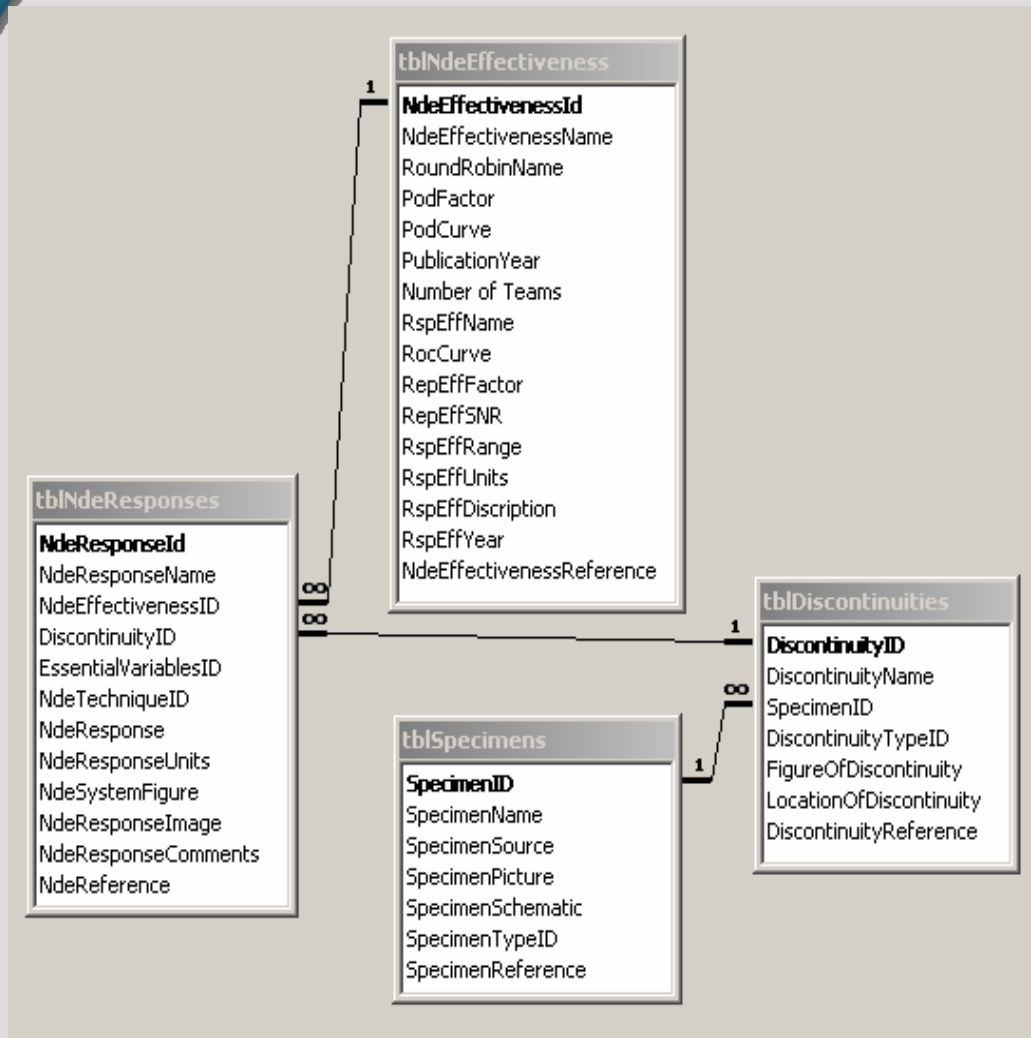 tblNdeEffectiveness
1
NdeEffectivenessId
NdeEffectivenessName
RoundRobinName
PodFactor
PodCurve
PublicationYear
Number of Teams
RspEffName
RocCurve
RepEffFactor
RepEffSNR
RspEffRange
RspEffUnits
RspEffDiscription
RspEffYear
NdeEffectivenessReference
tblNdeResponses
NdeResponseId
NdeResponseName
NdeEffectivenessID
DiscontinuityID
EssentialVariablesID
NdeTechniqueID
NdeResponse
NdeResponseUnits
NdeSystemFigure
NdeResponseImage
NdeResponseComments
NdeReference
∞
∞
tblDiscontinuities
1
DiscontinuityID
DiscontinuityName
SpecimenID
DiscontinuityTypeID
FigureOfDiscontinuity
LocationOfDiscontinuity
DiscontinuityReference
∞
tblSpecimens
1
SpecimenID
SpecimenName
SpecimenSource
SpecimenPicture
SpecimenSchematic
SpecimenTypeID
SpecimenReference